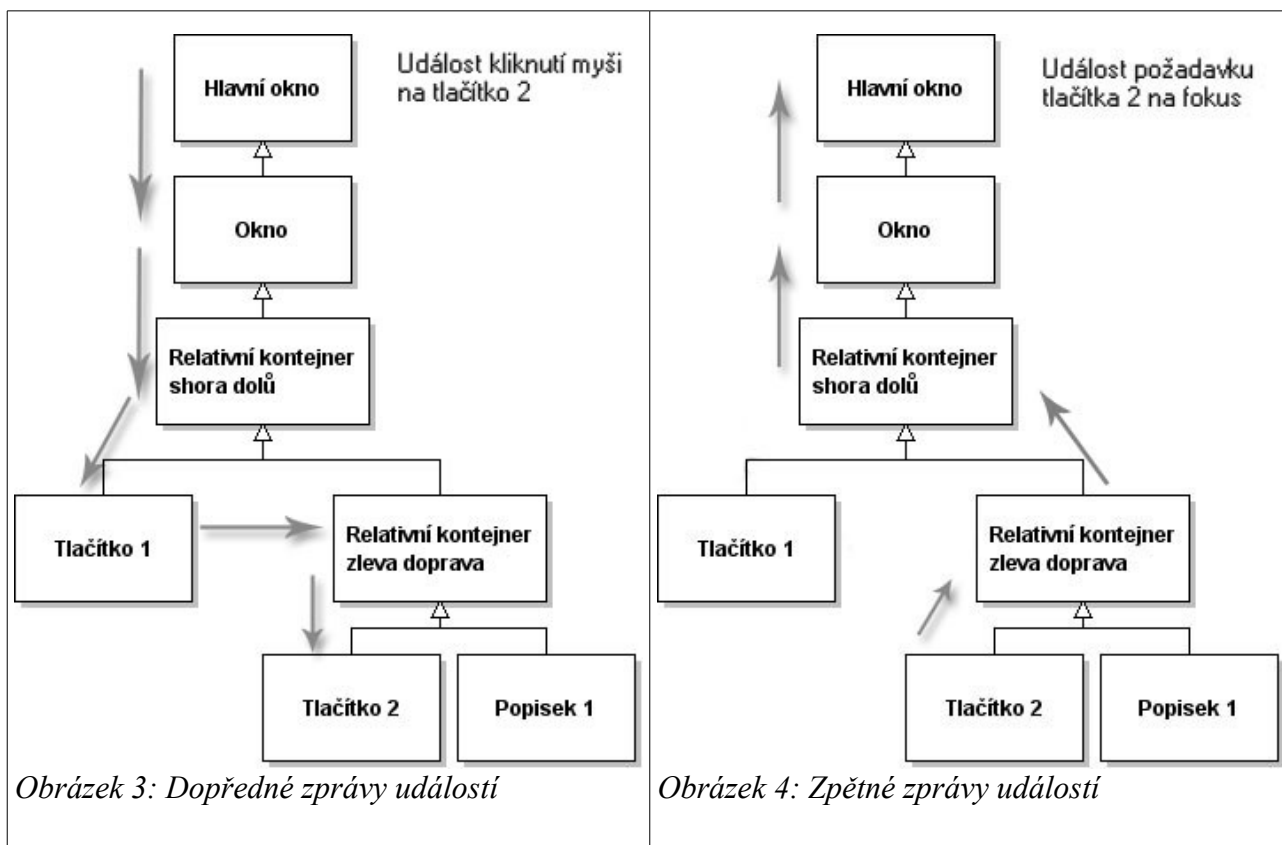 Hlavní okno
Událost kliknutí myši
na tlačítko 2
Okno
Relativní kontejner
shora dolů
Tlačítko 1
Relativní kontejner
zleva doprava
Tlačítko 2
Popisek 1
Obrázek 3: Dopředné zprávy událostí
Hlavní okno
Událost požadavku
tlačítka 2 na fokus
Okno
Relativní kontejner
shora dolů
Tlačítko 1
Relativní kontejner
zleva doprava
Tlačítko 2
Popisek 1
Obrázek 4: Zpětné zprávy událostí